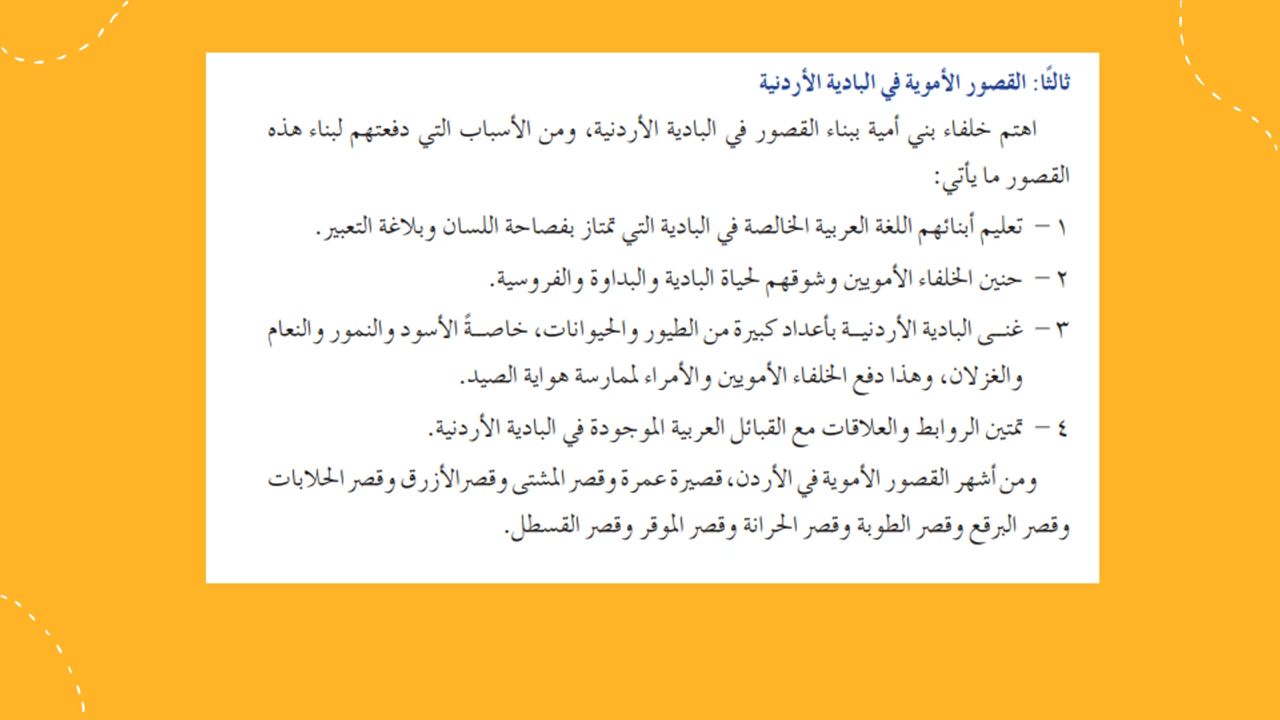 ثالثًا: القصور الأموية في البادية الأردنية
اهتم خلفاء بني أمية ببناء القصور في البادية الأردنية، ومن الأسباب التي دفعتهم لبناء هذه
القصور ما يأتي:
١ – تعليم أبنائهم اللغة العربية الخالصة في البادية التي تمتاز بفصاحة اللسان وبلاغة التعبير.
٢ – حنين الخلفاء الأمويين وشوقهم لحياة البادية والبداوة والفروسية.
٣ – غنـى البادية الأردنيـة بأعداد كبيرة من الطيور والحيوانات، خاصـةً الأسود والنمور والنعام
والغزلان، وهذا دفع الخلفاء الأمويين والأمراء لممارسة هواية الصيد.
٤ – تمتين الروابط والعلاقات مع القبائل العربية الموجودة في البادية الأردنية.
ومن أشهر القصور الأموية في الأردن، قصيرة عمرة وقصر المشتى وقصر الأزرق وقصر الحلابات
وقصر البرقع وقصر الطوبة وقصر الحرانة وقصر الموقر وقصر القسطل.